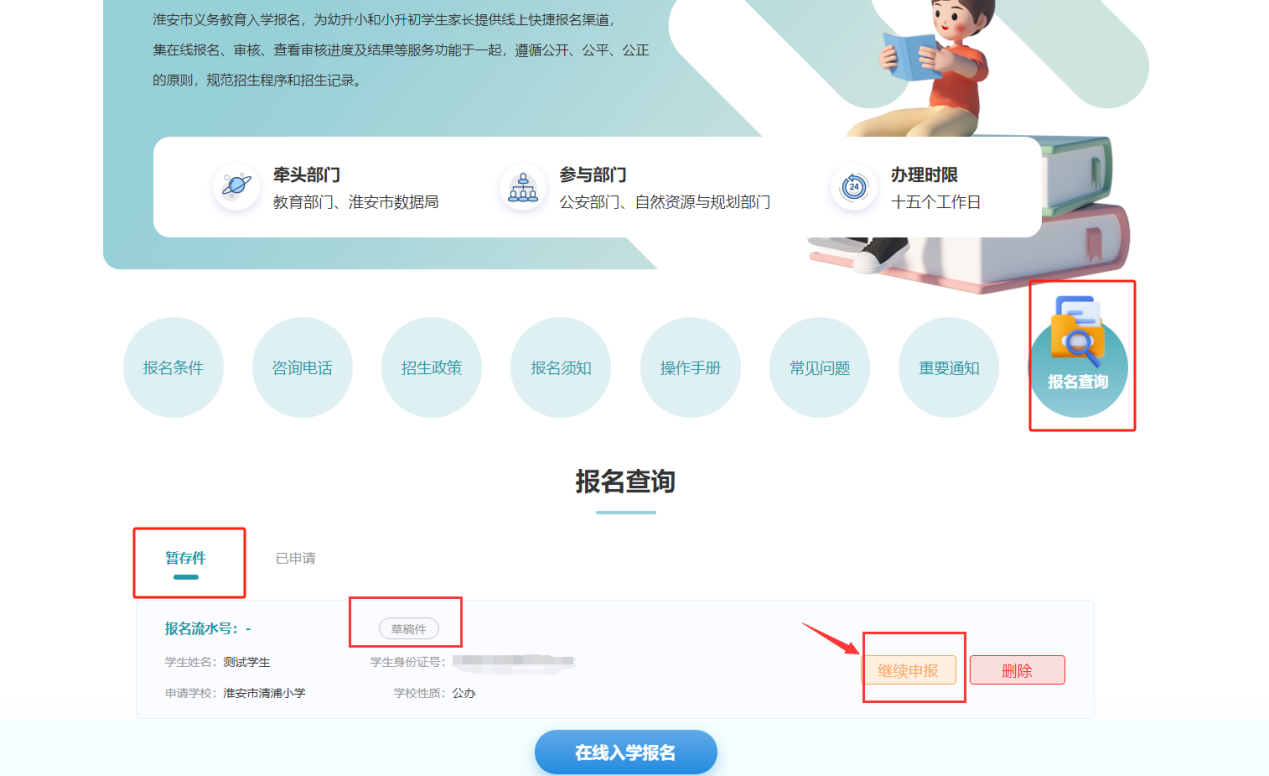 淮安市义务教育入学报名，为幼升小和小升初学生家长提供线上快捷报名渠道，
集在线报名、审核、查看审核进度及结果等服务功能于一起，遵循公开、公平、公正
的原则，规范招生程序和招生记录。
牵头部门
教育部门、淮安市数据局
参与部门
公安部门、自然资源与规划部门
24
办理时限
十五个工作日
报名条件
咨询电话
招生政策
报名须知
操作手册
常见问题
重要通知
报名查询
报名查询
暂存件
已申请
报名流水号：-
草稿件
学生姓名：测试学生
学生身份证号：
申请学校：淮安市清浦小学
学校性质：公办
继续申报
删除
在线入学报名